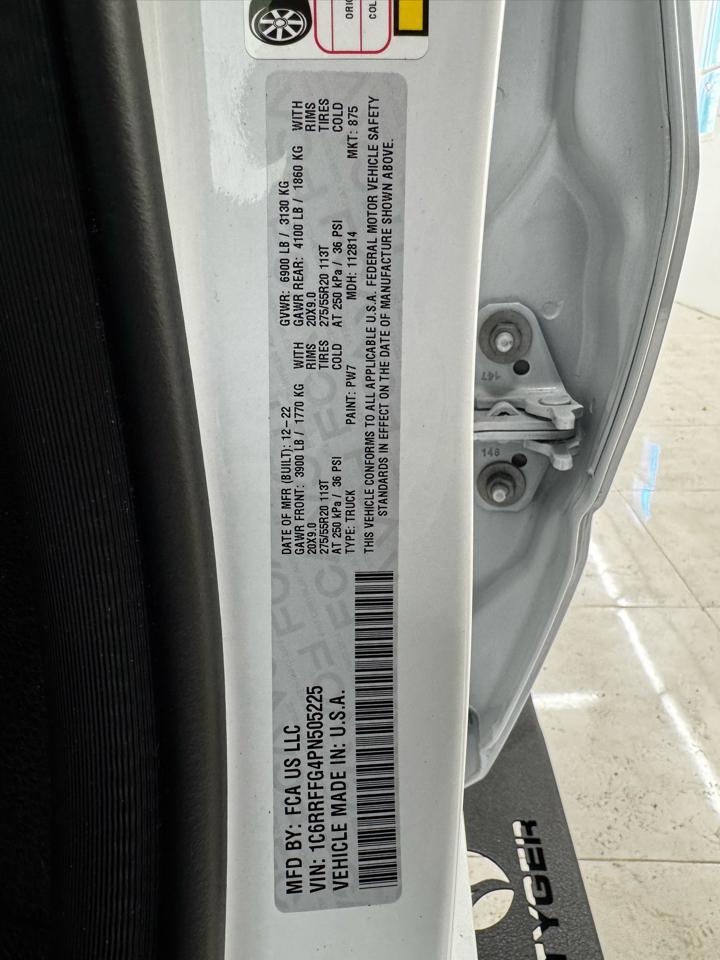 MFD BY: FCA US LLC
VIN: 1C6RRFFG4PN505225
VEHICLE MADE IN: U.S.A.
DATE OF MFR (BUILT): 12-22 GVWR: 6900 LB / 3130 KG
GAWR FRONT: 3900 LB / 1770 KG WITH GAWR REAR: 4100 LB / 1860 KG WITH
20X9.0 RIMS 20X9.0 RIMS
275/55R20 113T TIRES 275/55R20 113T TIRES
AT 250 kPa / 36 PSI COLD AT 250 kPa / 36 PSI COLD
TYPE: TRUCK PAINT: PW7 MDH: 112814 MKT: 875
THIS VEHICLE CONFORMS TO ALL APPLICABLE U.S.A. FEDERAL MOTOR VEHICLE SAFETY
STANDARDS IN EFFECT ON THE DATE OF MANUFACTURE SHOWN ABOVE.
147
148
TYGER